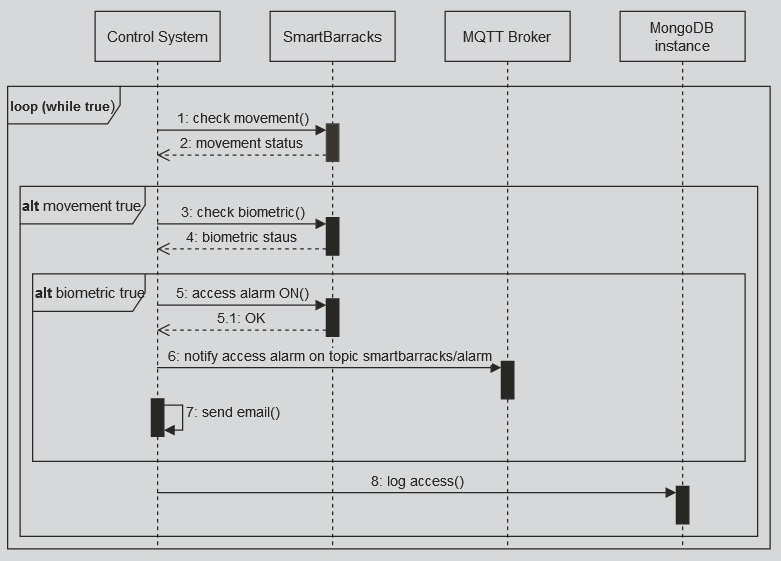 Control System
SmartBarracks
MQTT Broker
MongoDB
instance
loop (while true)
1: check movement()
2: movement status
alt movement true
3: check biometric()
4: biometric staus
alt biometric true
5: access alarm ON()
5.1: OK
6: notify access alarm on topic smartbarracks/alarm
7: send email()
8: log access()